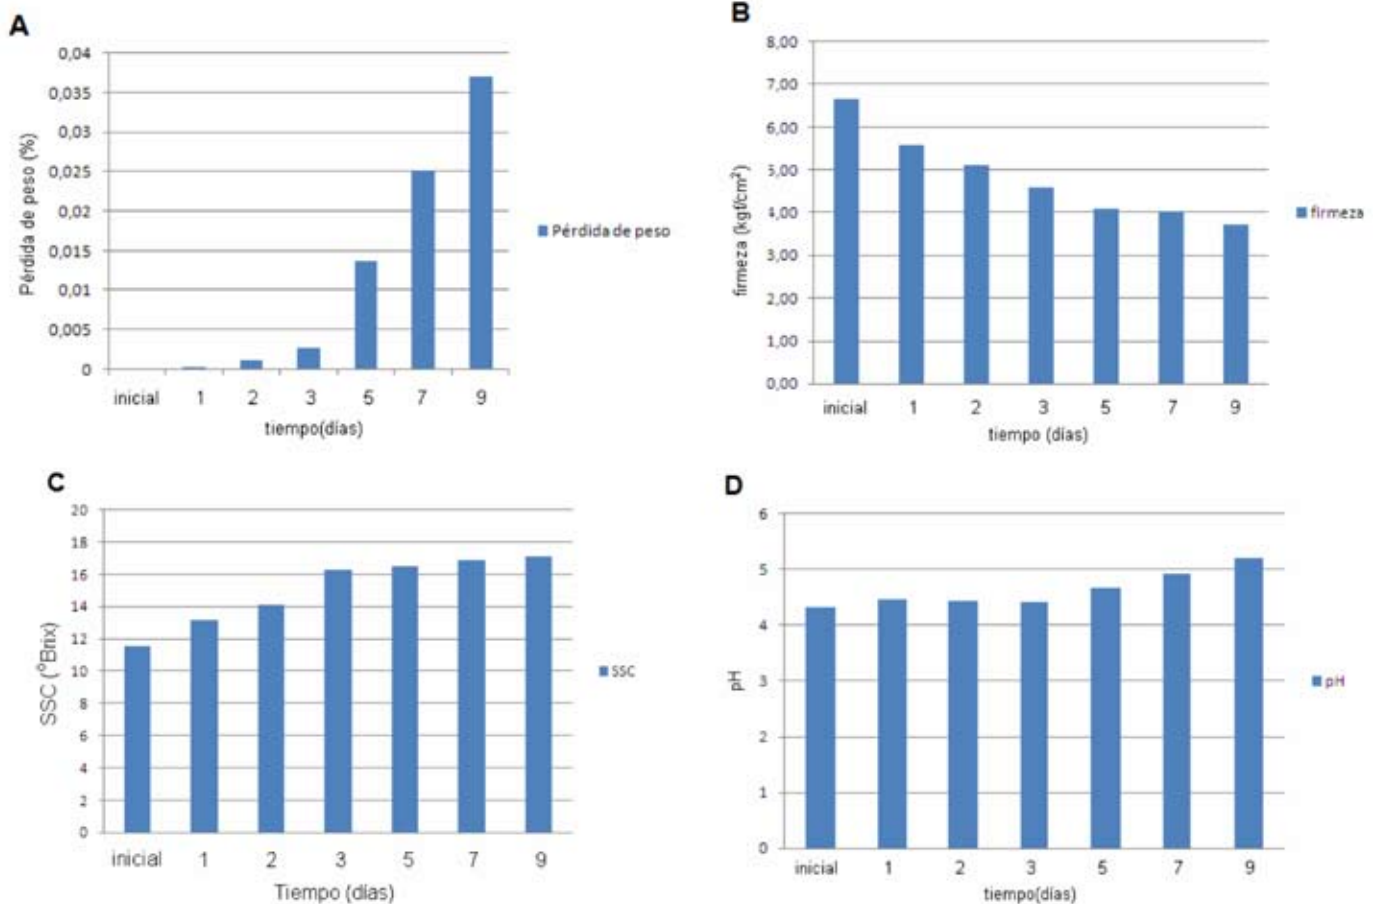 A
0,04
0,035
0,03
0,025
0,02
0,015
0,01
0,005
0
Pérdida de peso (%)
inicial 1 2 3 5 7 9
tiempo(días)
Pérdida de peso
B
8,00
7,00
6,00
5,00
4,00
3,00
2,00
1,00
0,00
firmeza (kgf/cm²)
inicial 1 2 3 5 7 9
tiempo (días)
firmeza
C
20
18
16
14
12
10
8
6
4
2
0
SSC (°Brix)
inicial 1 2 3 5 7 9
Tiempo (días)
SSC
D
6
5
4
3
2
1
0
pH
inicial 1 2 3 5 7 9
tiempo(días)
pH